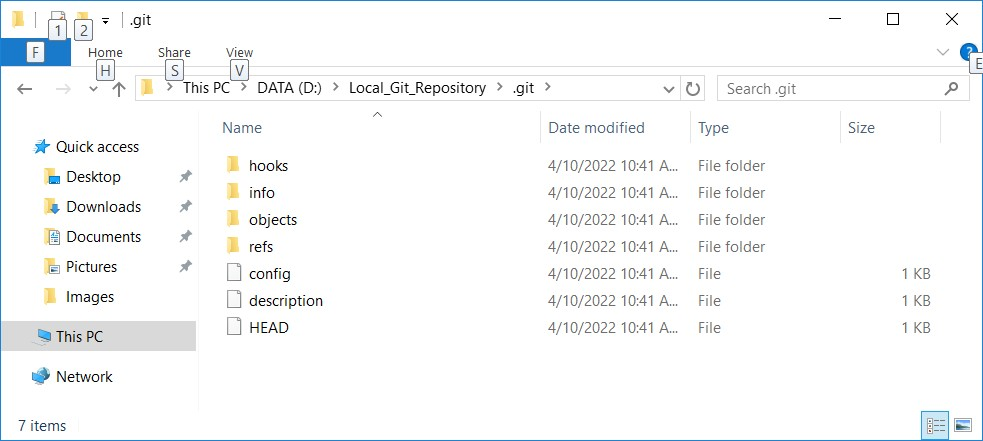 .git
1 2
F Home Share View ?
H S V E
This PC DATA (D:) Local_Git_Repository .git Search .git
Name Date modified Type Size
Quick access
Desktop
Downloads
Documents
Pictures
Images
This PC
Network
hooks 4/10/2022 10:41 A... File folder
info 4/10/2022 10:41 A... File folder
objects 4/10/2022 10:41 A... File folder
refs 4/10/2022 10:41 A... File folder
config 4/10/2022 10:41 A... File 1 KB
description 4/10/2022 10:41 A... File 1 KB
HEAD 4/10/2022 10:41 A... File 1 KB
7 items